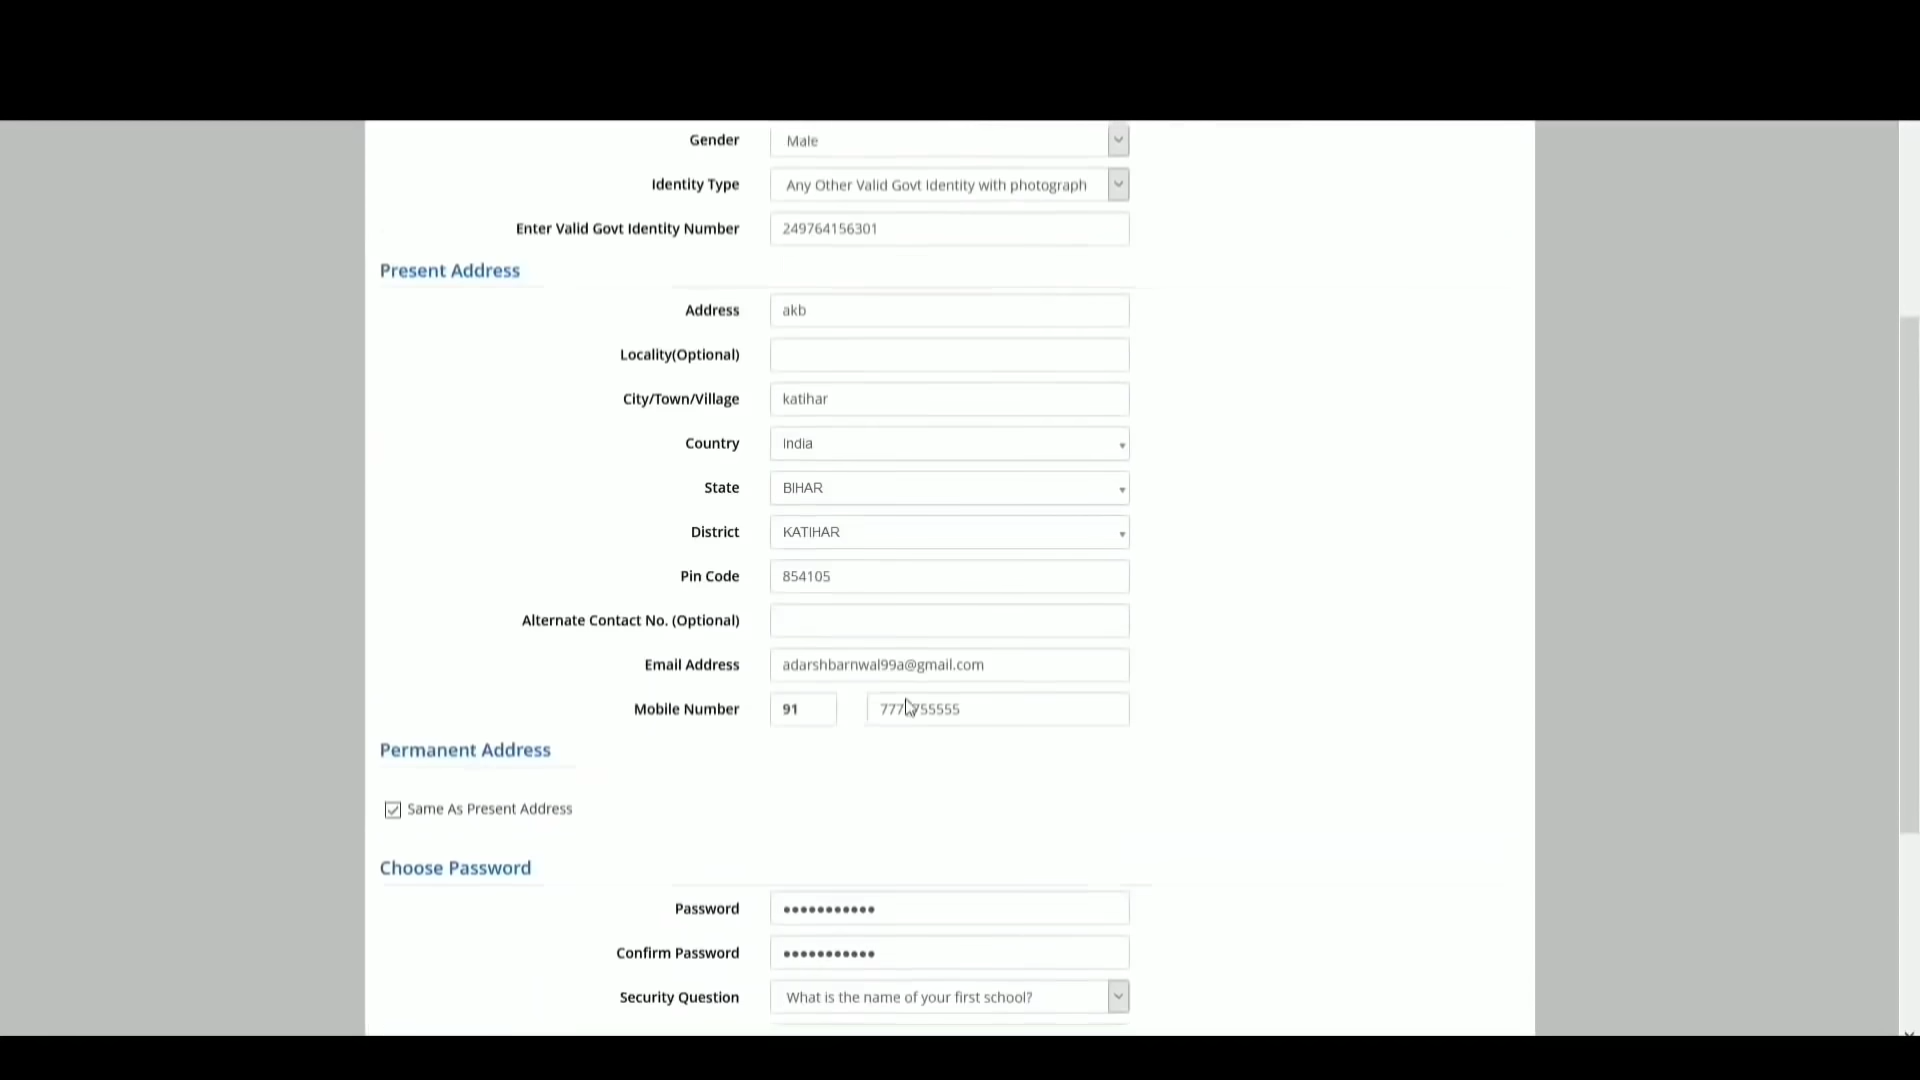 Gender Male
Identity Type Any Other Valid Govt Identity with photograph
Enter Valid Govt Identity Number 249764156301
Present Address
Address akb
Locality(Optional)
City/Town/Village katihar
Country India
State BIHAR
District KATIHAR
Pin Code 854105
Alternate Contact No. (Optional)
Email Address adarshbarnwal99a@gmail.com
Mobile Number 91
Permanent Address
Same As Present Address
Choose Password
Password •••••••••••
Confirm Password •••••••••••
Security Question What is the name of your first school?